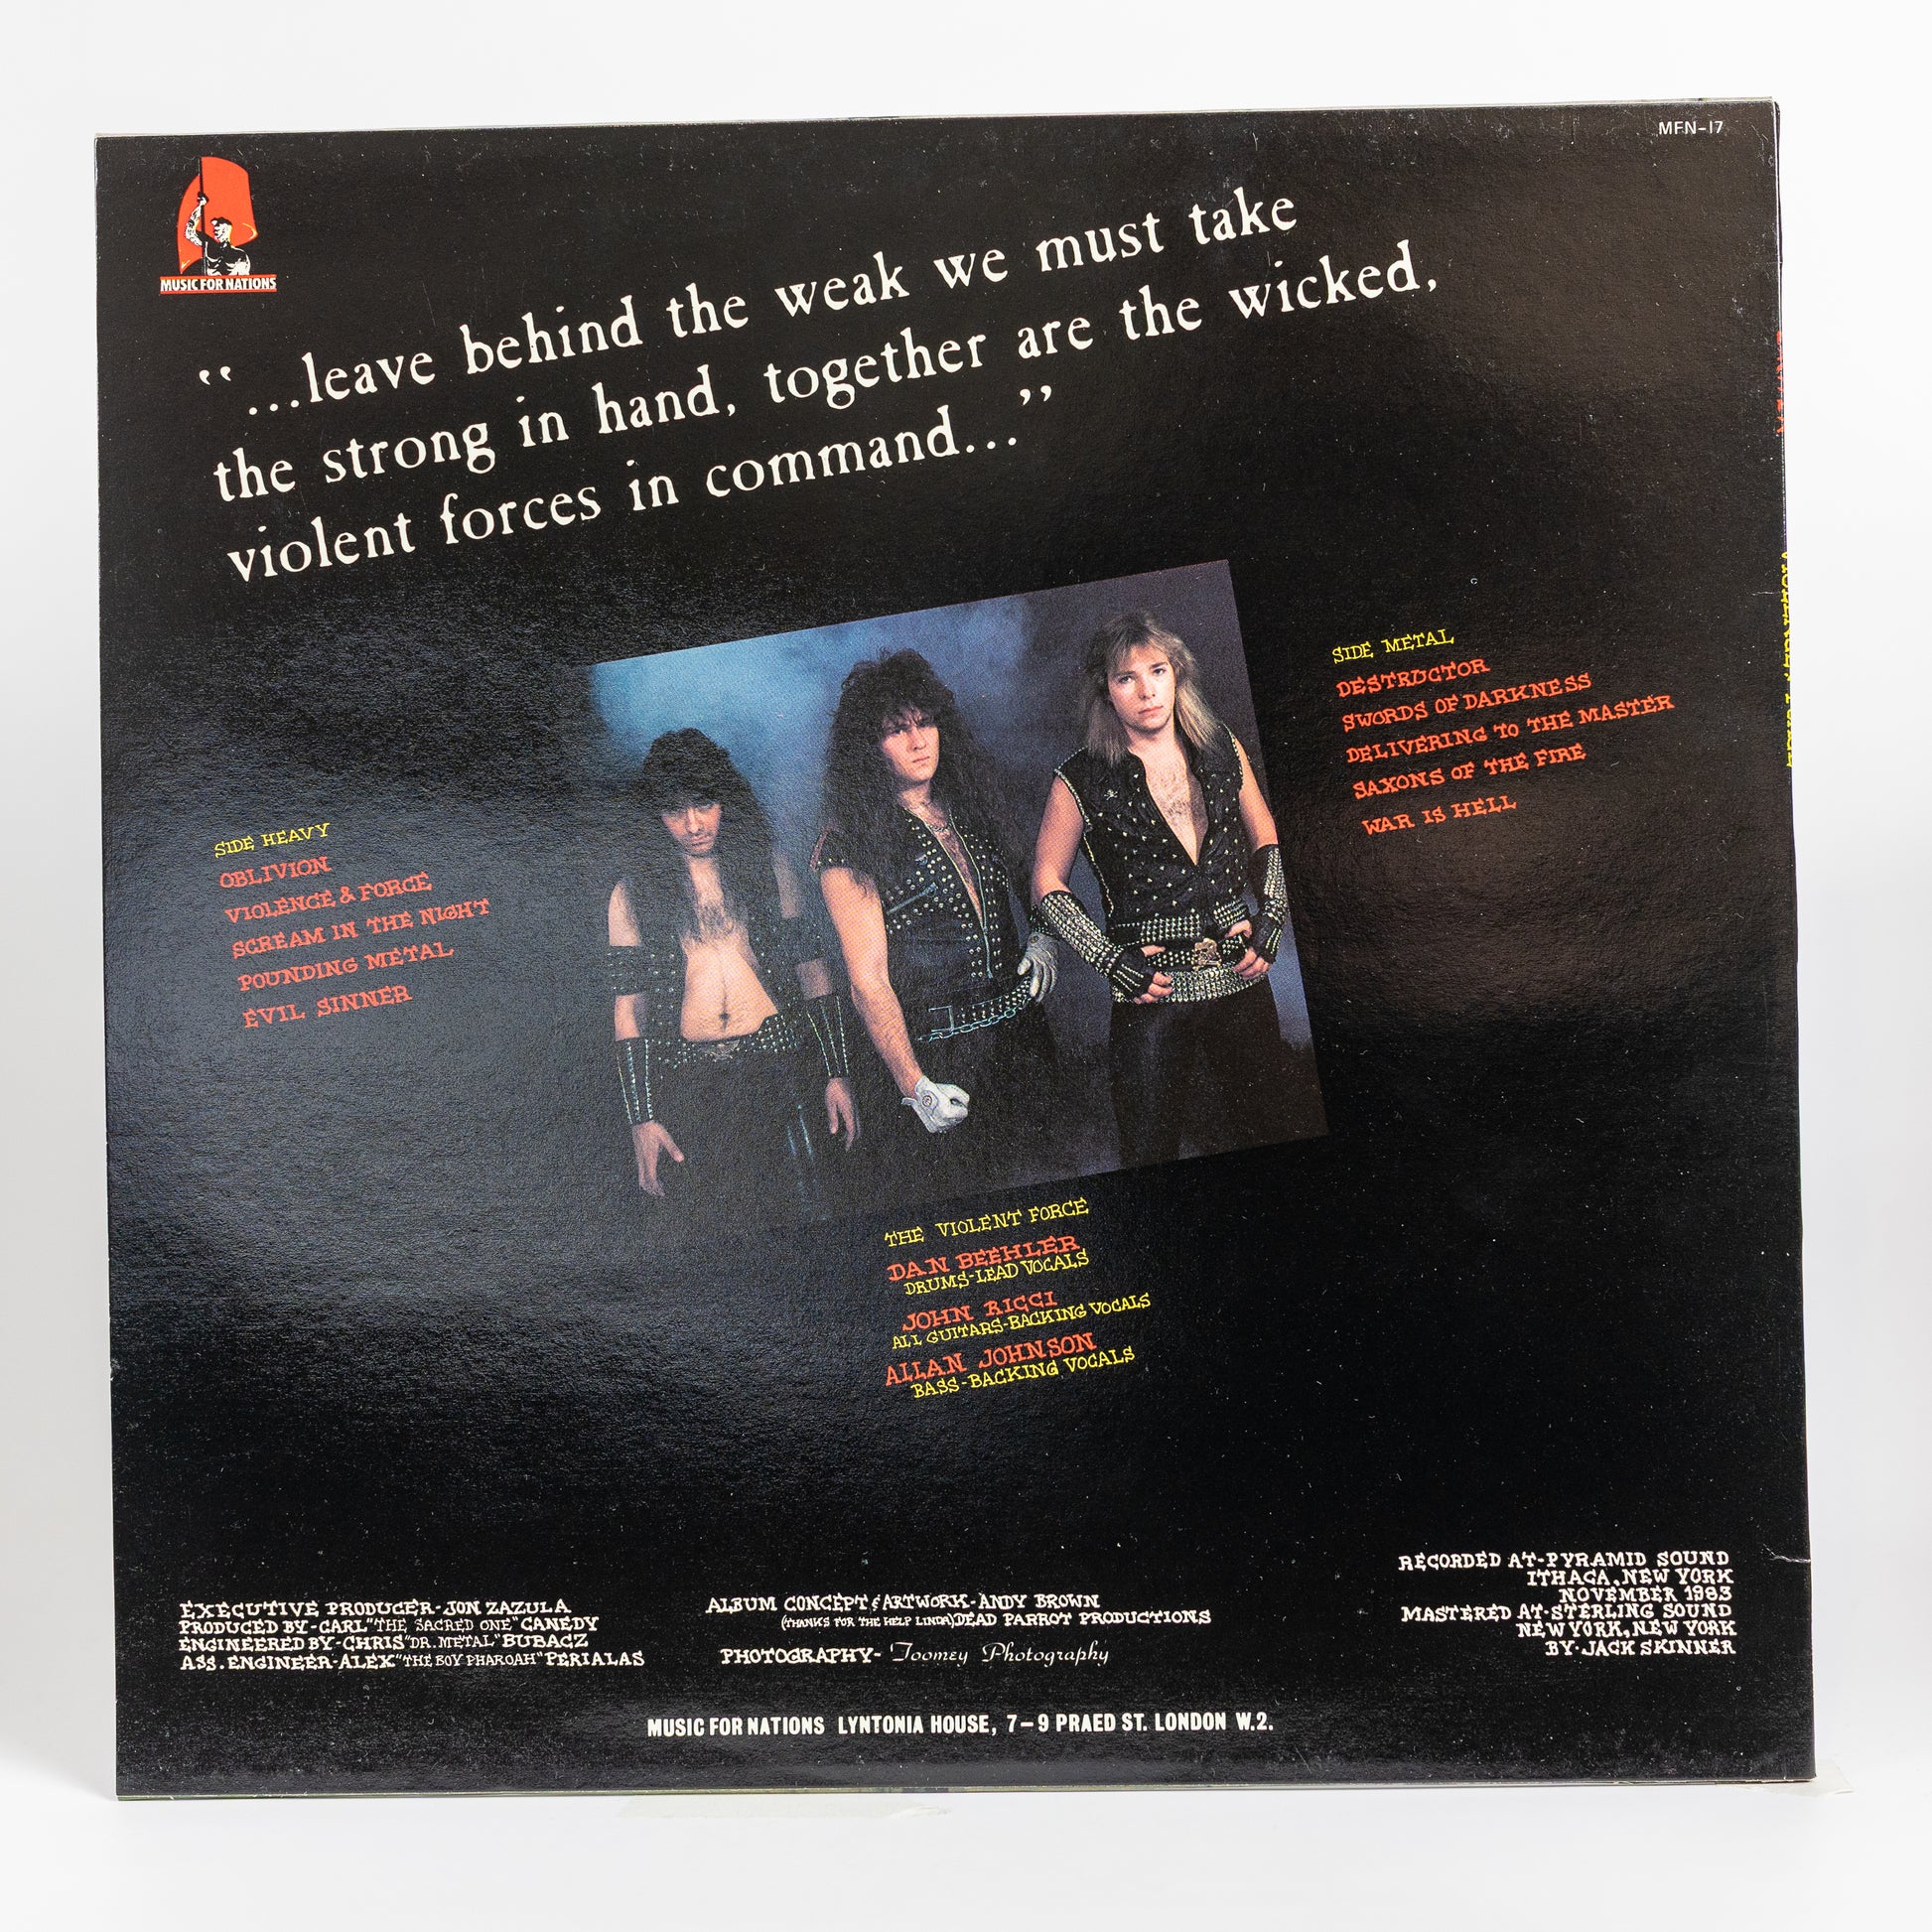 MFN-17
MUSIC FOR NATIONS
“...leave behind the weak we must take
the strong in hand, together are the wicked,
violent forces in command...”
SIDE HEAVY
OBLIVION
VIOLENCE & FORCE
SCREAM IN THE NIGHT
POUNDING METAL
EVIL SINNER
SIDE METAL
DESTRUCTOR
SWORDS OF DARKNESS
DELIVERING TO THE MASTER
SAXONS OF THE FIRE
WAR IS HELL
THE VIOLENT FORCE
DAN BEEHLER
DRUMS-LEAD VOCALS
JOHN RICCI
ALL GUITARS-BACKING VOCALS
ALLAN JOHNSON
BASS-BACKING VOCALS
EXECUTIVE PRODUCER-JON ZAZULA
PRODUCED BY-CARL "THE SACRED ONE" CANEDY
ENGINEERED BY-CHRIS "DR. METAL" BUBACZ
ASS. ENGINEER-ALEX "THE BOY PHAROAH" PERIALAS
ALBUM CONCEPT & ARTWORK-ANDY BROWN
(THANKS FOR THE HELP LINDA) DEAD PARROT PRODUCTIONS
PHOTOGRAPHY- Toomey Photography
RECORDED AT-PYRAMID SOUND
ITHACA, NEW YORK
NOVEMBER 1983
MASTERED AT-STERLING SOUND
NEW YORK, NEW YORK
BY-JACK SKINNER
MUSIC FOR NATIONS LYNTONIA HOUSE, 7–9 PRAED ST. LONDON W.2.